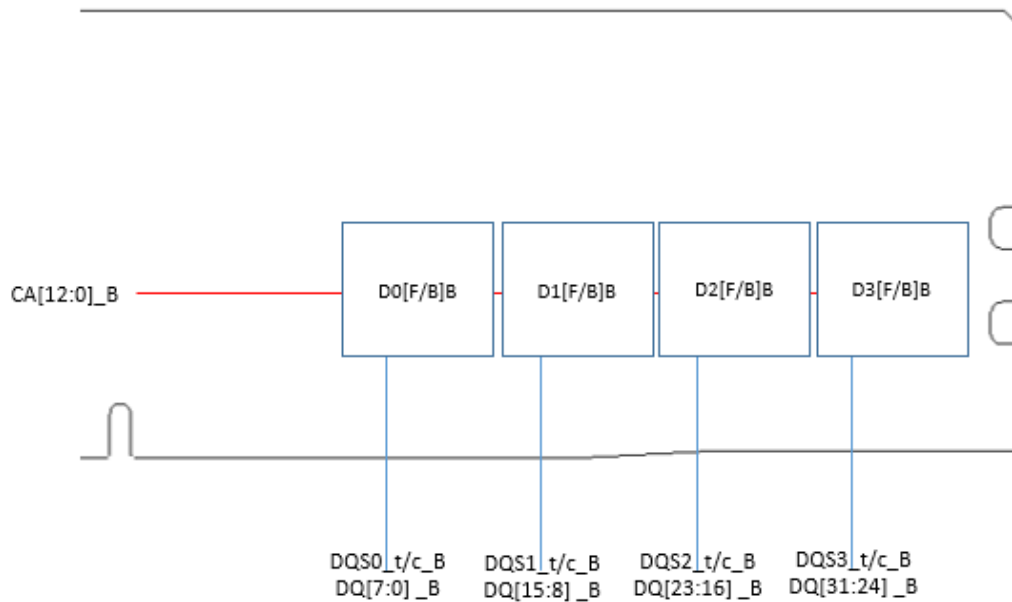 CA[12:0]_B
D0[F/B]B
D1[F/B]B
D2[F/B]B
D3[F/B]B
DQS0_t/c_B
DQ[7:0] _B
DQS1_t/c_B
DQ[15:8] _B
DQS2_t/c_B
DQ[23:16] _B
DQS3_t/c_B
DQ[31:24] _B